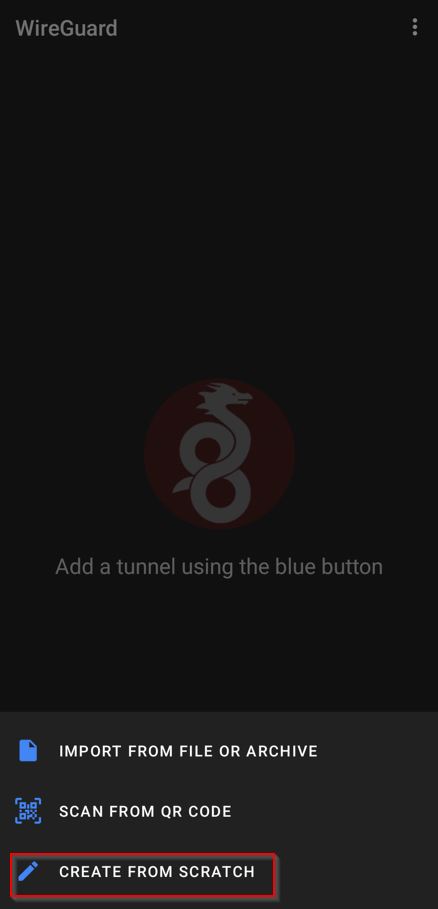 WireGuard
Add a tunnel using the blue button
IMPORT FROM FILE OR ARCHIVE
SCAN FROM QR CODE
CREATE FROM SCRATCH